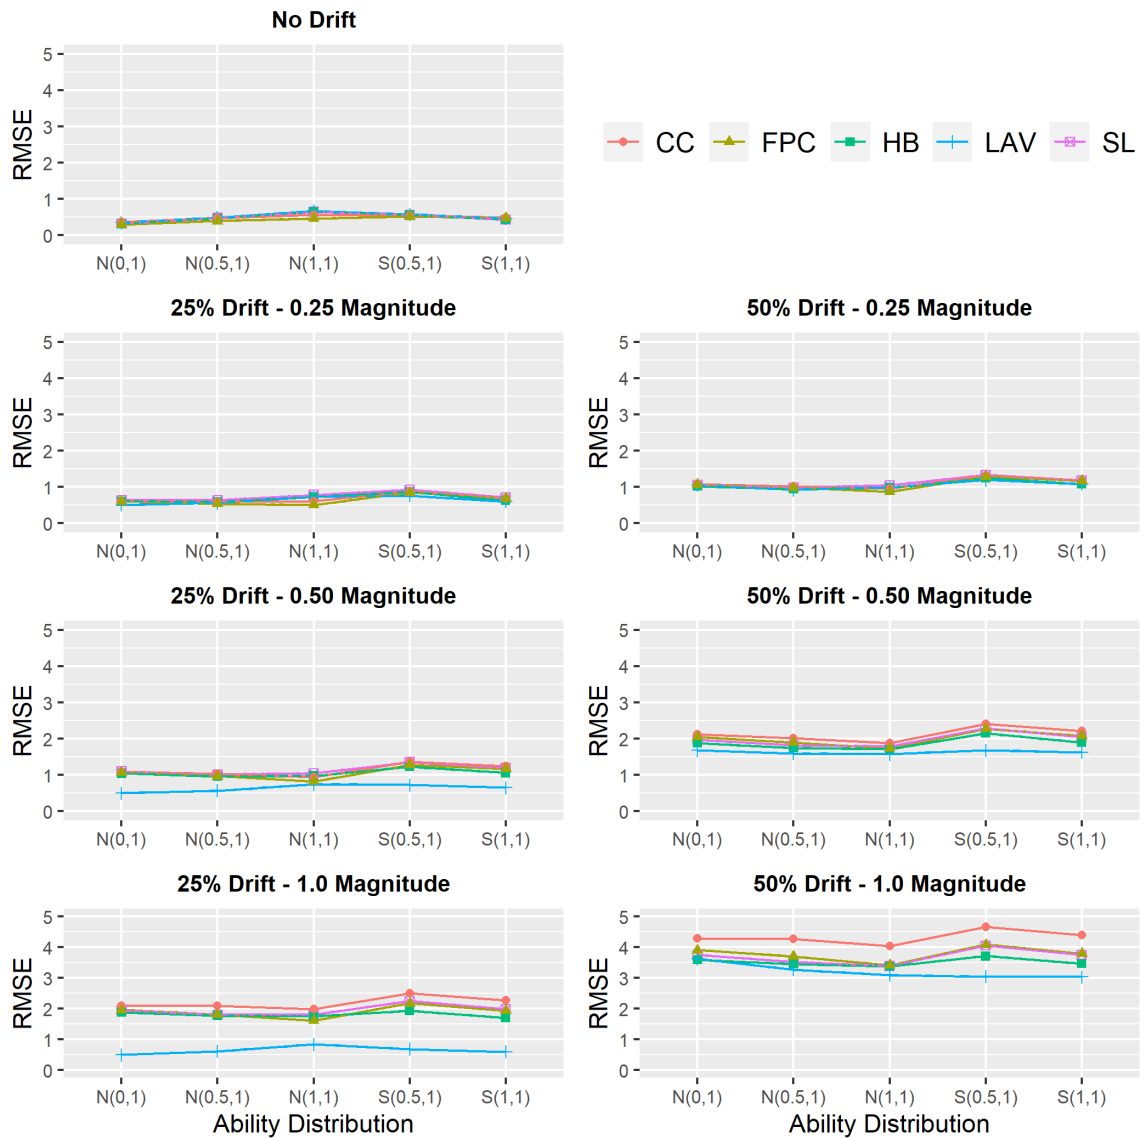 No Drift
5
4
3
2
1
0
RMSE
N(0,1) N(0.5,1) N(1,1) S(0.5,1) S(1,1)
CC FPC HB LAV SL
25% Drift - 0.25 Magnitude
5
4
3
2
1
0
RMSE
N(0,1) N(0.5,1) N(1,1) S(0.5,1) S(1,1)
50% Drift - 0.25 Magnitude
5
4
3
2
1
0
RMSE
N(0,1) N(0.5,1) N(1,1) S(0.5,1) S(1,1)
25% Drift - 0.50 Magnitude
5
4
3
2
1
0
RMSE
N(0,1) N(0.5,1) N(1,1) S(0.5,1) S(1,1)
50% Drift - 0.50 Magnitude
5
4
3
2
1
0
RMSE
N(0,1) N(0.5,1) N(1,1) S(0.5,1) S(1,1)
25% Drift - 1.0 Magnitude
5
4
3
2
1
0
RMSE
N(0,1) N(0.5,1) N(1,1) S(0.5,1) S(1,1)
Ability Distribution
50% Drift - 1.0 Magnitude
5
4
3
2
1
0
RMSE
N(0,1) N(0.5,1) N(1,1) S(0.5,1) S(1,1)
Ability Distribution